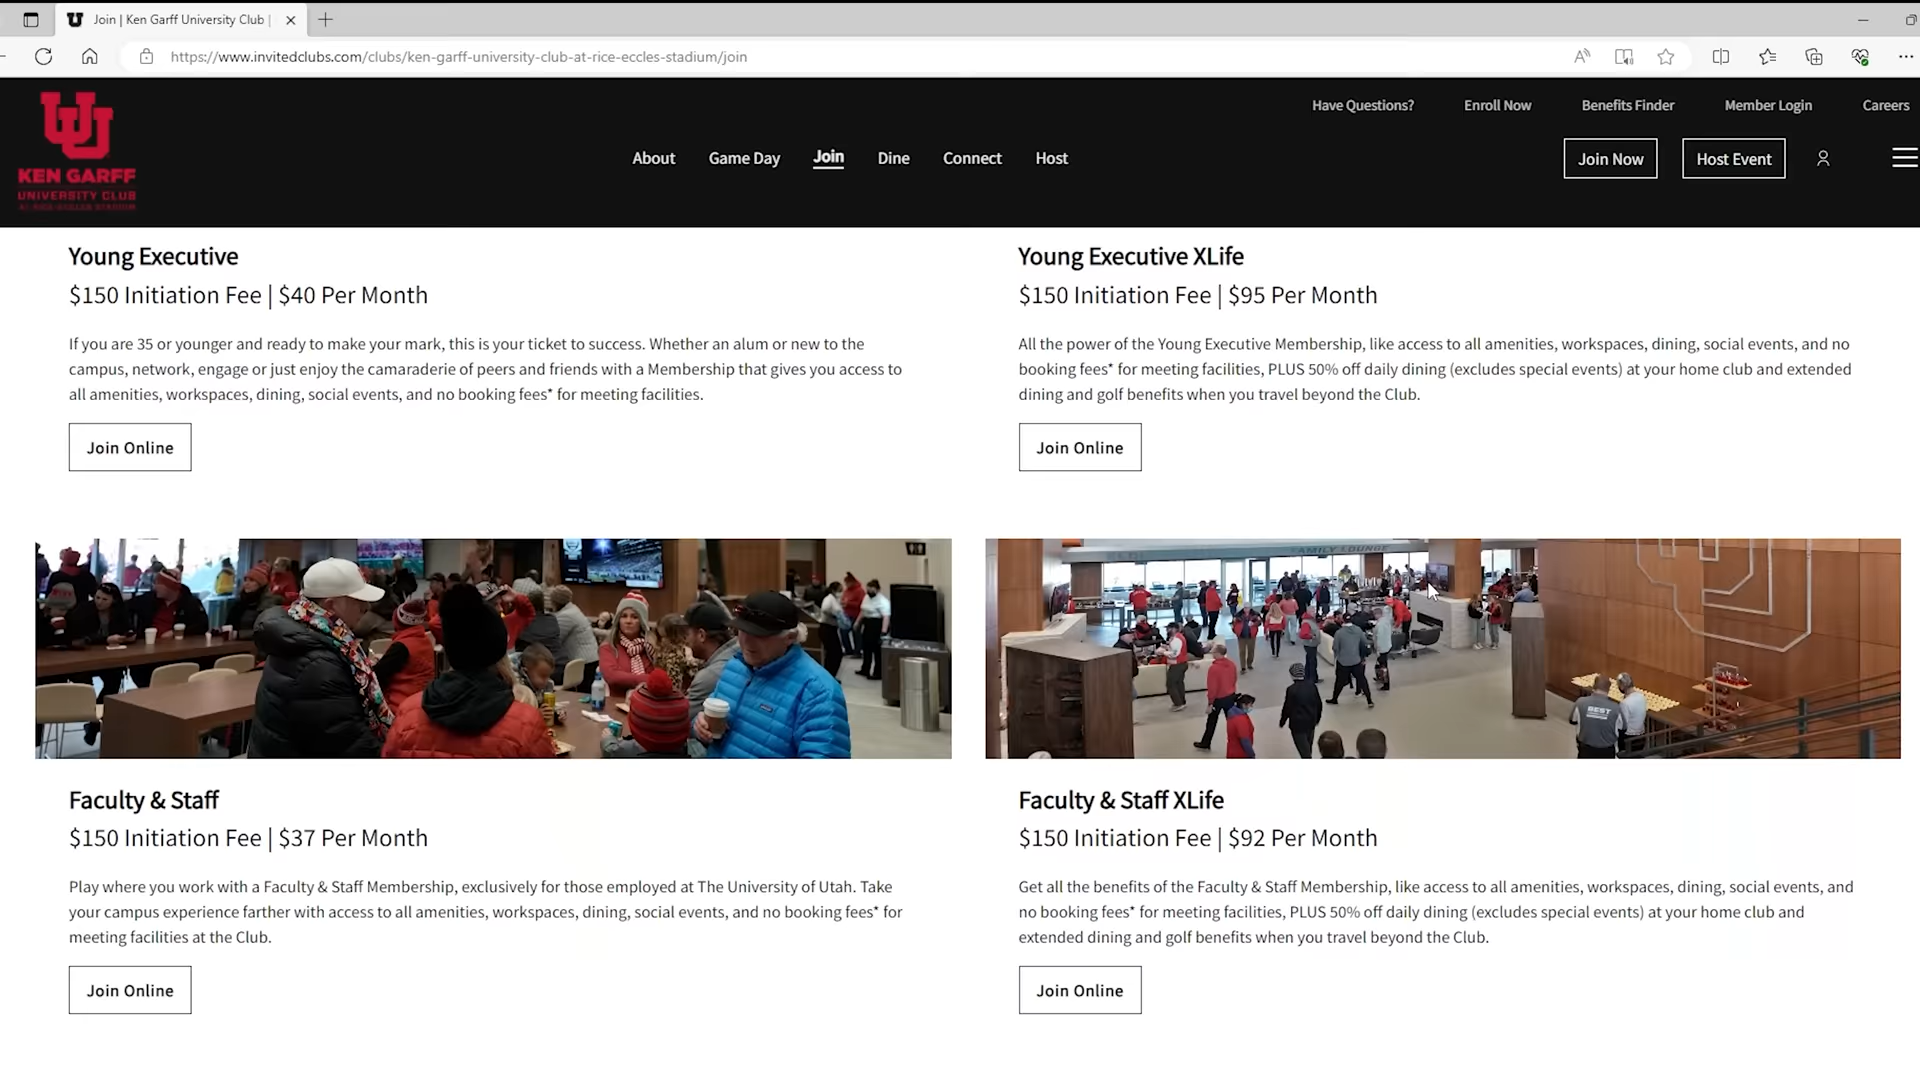 Join | Ken Garff University Club |
https://www.invitedclubs.com/clubs/ken-garff-university-club-at-rice-eccles-stadium/join
Have Questions?
Enroll Now
Benefits Finder
Member Login
Careers
KEN GARFF
UNIVERSITY CLUB
AT RICE-ECCLES STADIUM
About
Game Day
Join
Dine
Connect
Host
Join Now
Host Event
Young Executive
$150 Initiation Fee | $40 Per Month
If you are 35 or younger and ready to make your mark, this is your ticket to success. Whether an alum or new to the
campus, network, engage or just enjoy the camaraderie of peers and friends with a Membership that gives you access to
all amenities, workspaces, dining, social events, and no booking fees* for meeting facilities.
Join Online
Young Executive XLife
$150 Initiation Fee | $95 Per Month
All the power of the Young Executive Membership, like access to all amenities, workspaces, dining, social events, and no
booking fees* for meeting facilities, PLUS 50% off daily dining (excludes special events) at your home club and extended
dining and golf benefits when you travel beyond the Club.
Join Online
FAMILY LOUNGE
BEST
Faculty & Staff
$150 Initiation Fee | $37 Per Month
Play where you work with a Faculty & Staff Membership, exclusively for those employed at The University of Utah. Take
your campus experience farther with access to all amenities, workspaces, dining, social events, and no booking fees* for
meeting facilities at the Club.
Join Online
Faculty & Staff XLife
$150 Initiation Fee | $92 Per Month
Get all the benefits of the Faculty & Staff Membership, like access to all amenities, workspaces, dining, social events, and
no booking fees* for meeting facilities, PLUS 50% off daily dining (excludes special events) at your home club and
extended dining and golf benefits when you travel beyond the Club.
Join Online